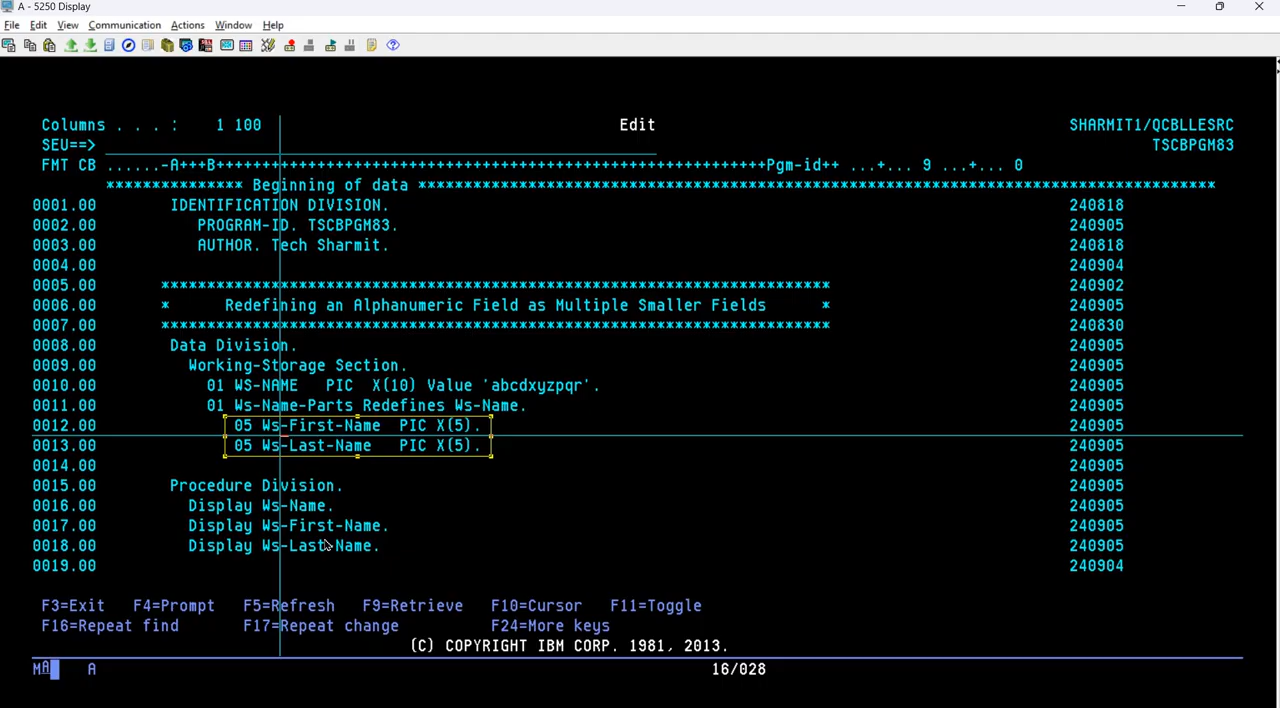 A - 5250 Display
File Edit View Communication Actions Window Help
Columns . . . : 1 100 Edit SHARMIT1/QCBLLESRC
SEU==> TSCBPGM83
FMT CB ......-A+++B++++++++++++++++++++++++++++++++++++++++++++++++++++++++++++Pgm-id++ ...+... 9 ...+... 0
*************** Beginning of data ***************************************************************************************
0001.00 IDENTIFICATION DIVISION. 240818
0002.00 PROGRAM-ID. TSCBPGM83. 240905
0003.00 AUTHOR. Tech Sharmit. 240818
0004.00 240904
0005.00 ************************************************************************* 240902
0006.00 * Redefining an Alphanumeric Field as Multiple Smaller Fields * 240905
0007.00 ************************************************************************* 240830
0008.00 Data Division. 240905
0009.00 Working-Storage Section. 240905
0010.00 01 WS-NAME PIC X(10) Value 'abcdxyzpqr'. 240905
0011.00 01 Ws-Name-Parts Redefines Ws-Name. 240905
0012.00 05 Ws-First-Name PIC X(5). 240905
0013.00 05 Ws-Last-Name PIC X(5). 240905
0014.00 240905
0015.00 Procedure Division. 240905
0016.00 Display Ws-Name. 240905
0017.00 Display Ws-First-Name. 240905
0018.00 Display Ws-Last-Name. 240905
0019.00 240904
F3=Exit F4=Prompt F5=Refresh F9=Retrieve F10=Cursor F11=Toggle
F16=Repeat find F17=Repeat change F24=More keys
(C) COPYRIGHT IBM CORP. 1981, 2013.
MA A 16/028